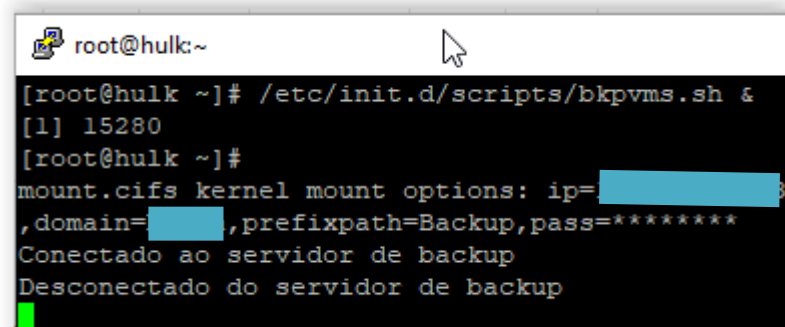 root@hulk:~
[root@hulk ~]# /etc/init.d/scripts/bkpvms.sh &
[1] 15280
[root@hulk ~]#
mount.cifs kernel mount options: ip=
,domain= ,prefixpath=Backup,pass=********
Conectado ao servidor de backup
Desconectado do servidor de backup